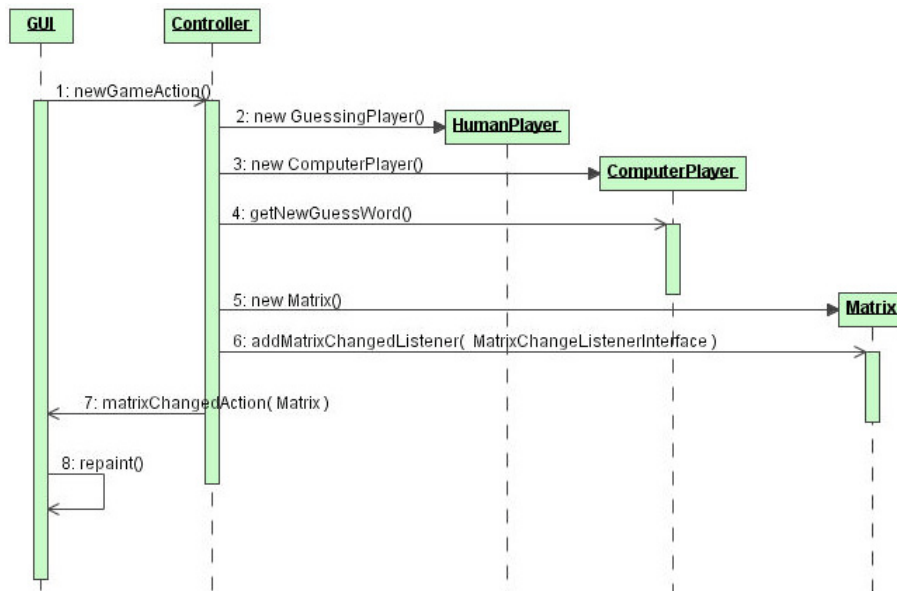 GUI
Controller
1: newGameAction()
2: new GuessingPlayer()
HumanPlayer
3: new ComputerPlayer()
ComputerPlayer
4: getNewGuessWord()
5: new Matrix()
Matrix
6: addMatrixChangedListener( MatrixChangeListenerInterface )
7: matrixChangedAction( Matrix )
8: repaint()